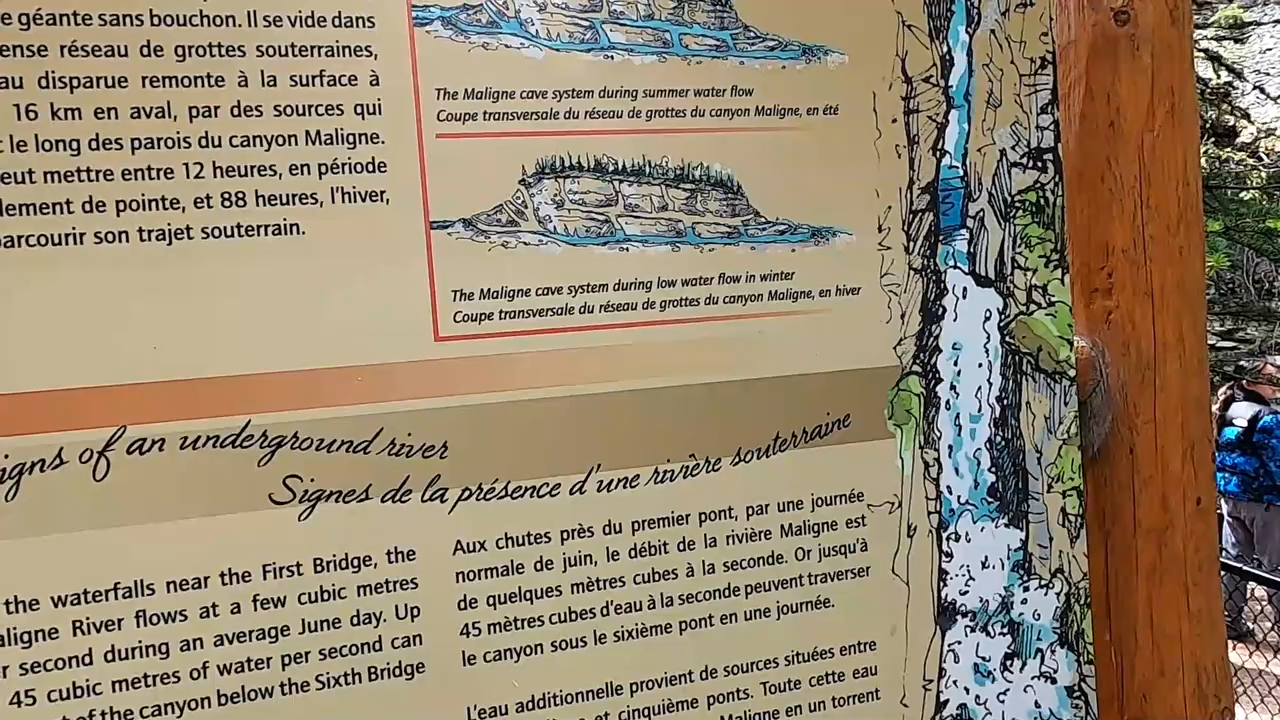 e géante sans bouchon. Il se vide dans
ense réseau de grottes souterraines,
au disparue remonte à la surface à
16 km en aval, par des sources qui
t le long des parois du canyon Maligne.
eut mettre entre 12 heures, en période
lement de pointe, et 88 heures, l'hiver,
parcourir son trajet souterrain.
The Maligne cave system during summer water flow
Coupe transversale du réseau de grottes du canyon Maligne, en été
The Maligne cave system during low water flow in winter
Coupe transversale du réseau de grottes du canyon Maligne, en hiver
igns of an underground river
Signes de la présence d'une rivière souterraine
the waterfalls near the First Bridge, the
aligne River flows at a few cubic metres
r second during an average June day. Up
45 cubic metres of water per second can
t of the canyon below the Sixth Bridge
Aux chutes près du premier pont, par une journée
normale de juin, le débit de la rivière Maligne est
de quelques mètres cubes à la seconde. Or jusqu'à
45 mètres cubes d'eau à la seconde peuvent traverser
le canyon sous le sixième pont en une journée.
L'eau additionnelle provient de sources situées entre
et cinquième ponts. Toute cette eau
Maligne en un torrent